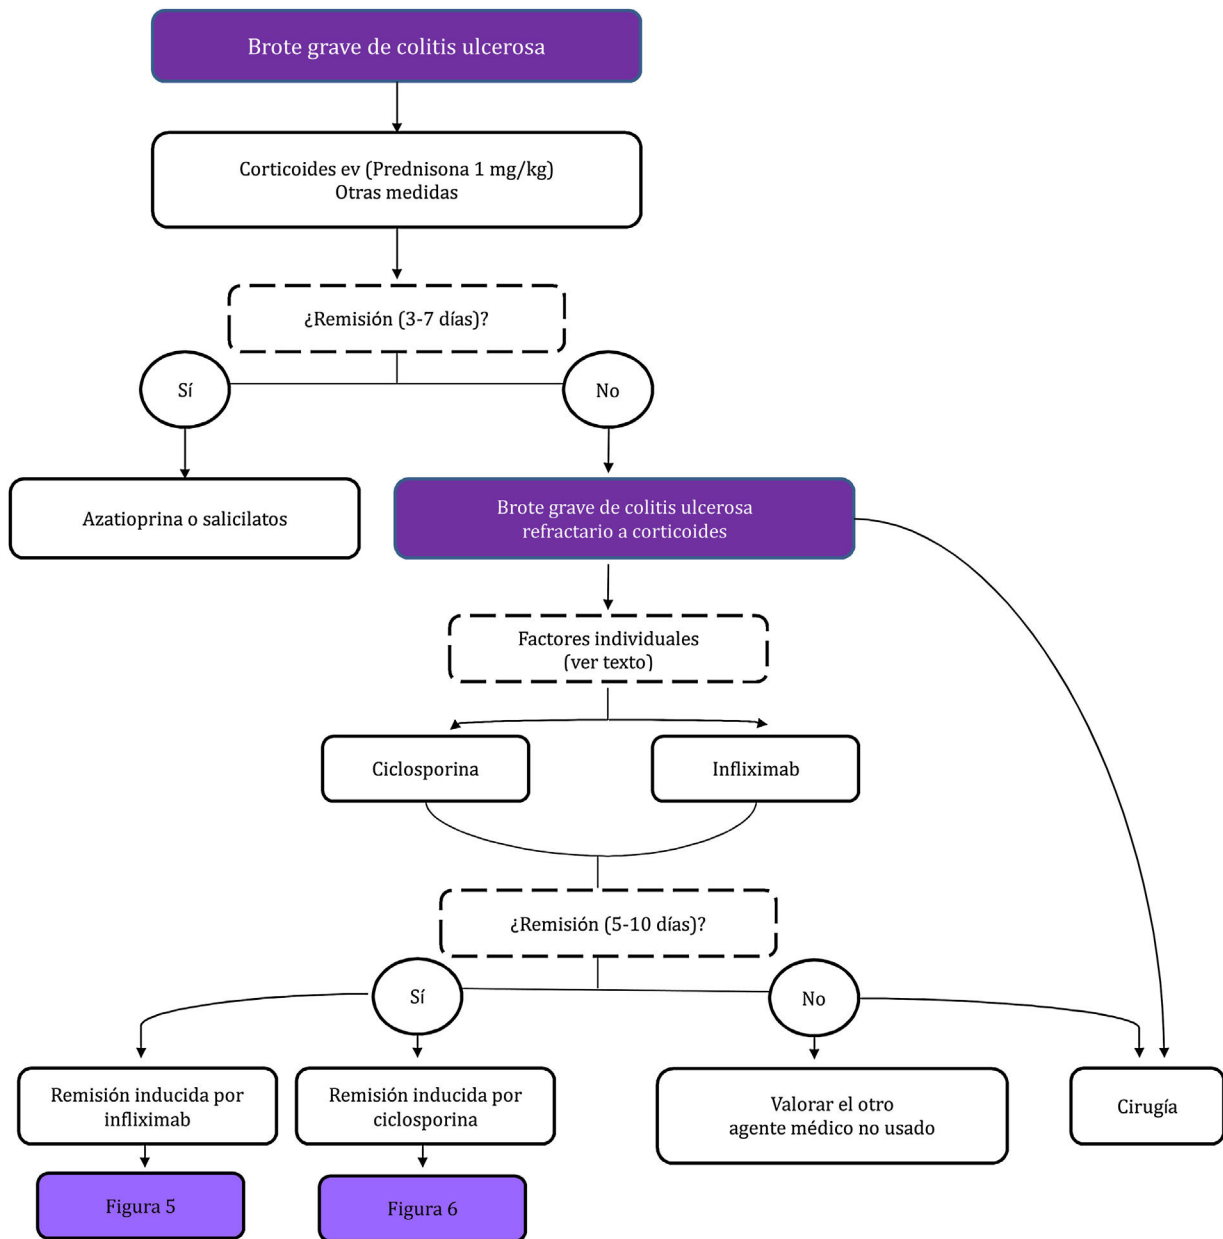 Brote grave de colitis ulcerosa
Corticoides ev (Prednisona 1 mg/kg)
Otras medidas
¿Remisión (3-7 días)?
Sí
No
Azatioprina o salicilatos
Brote grave de colitis ulcerosa
refractario a corticoides
Factores individuales
(ver texto)
Ciclosporina
Infliximab
¿Remisión (5-10 días)?
Sí
No
Remisión inducida por
infliximab
Remisión inducida por
ciclosporina
Valorar el otro
agente médico no usado
Cirugía
Figura 5
Figura 6